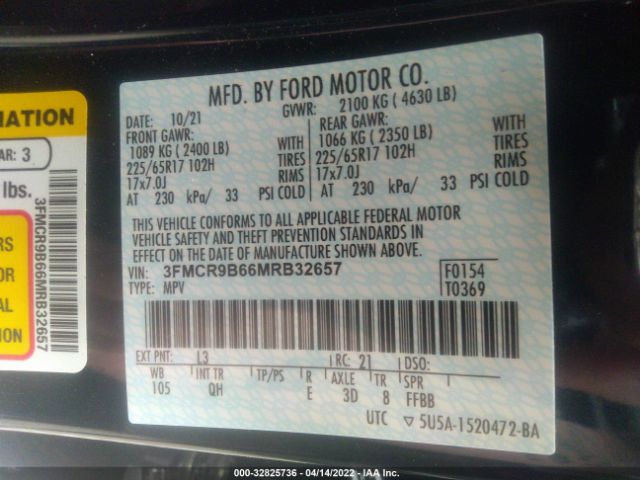 MATION
AR: 3
lbs.
RS
OR
AL
ED
3FMCR9B66MRB32657
MFD. BY FORD MOTOR CO.
DATE: 10/21 GVWR: 2100 KG ( 4630 LB)
FRONT GAWR: REAR GAWR:
1089 KG ( 2400 LB) WITH 1066 KG ( 2350 LB) WITH
225/65R17 102H TIRES 225/65R17 102H TIRES
17x7.0J RIMS 17x7.0J RIMS
AT 230 kPa/ 33 PSI COLD AT 230 kPa/ 33 PSI COLD
THIS VEHICLE CONFORMS TO ALL APPLICABLE FEDERAL MOTOR
VEHICLE SAFETY AND THEFT PREVENTION STANDARDS IN
EFFECT ON THE DATE OF MANUFACTURE SHOWN ABOVE.
VIN: 3FMCR9B66MRB32657 F0154
TYPE: MPV T0369
EXT PNT: L3 RC: 21 DSO:
WB INT TR TP/PS R AXLE TR SPR
105 QH E 3D 8 FFBB
UTC ▽ 5U5A-1520472-BA
000-32825736 - 04/14/2022 - IAA Inc.